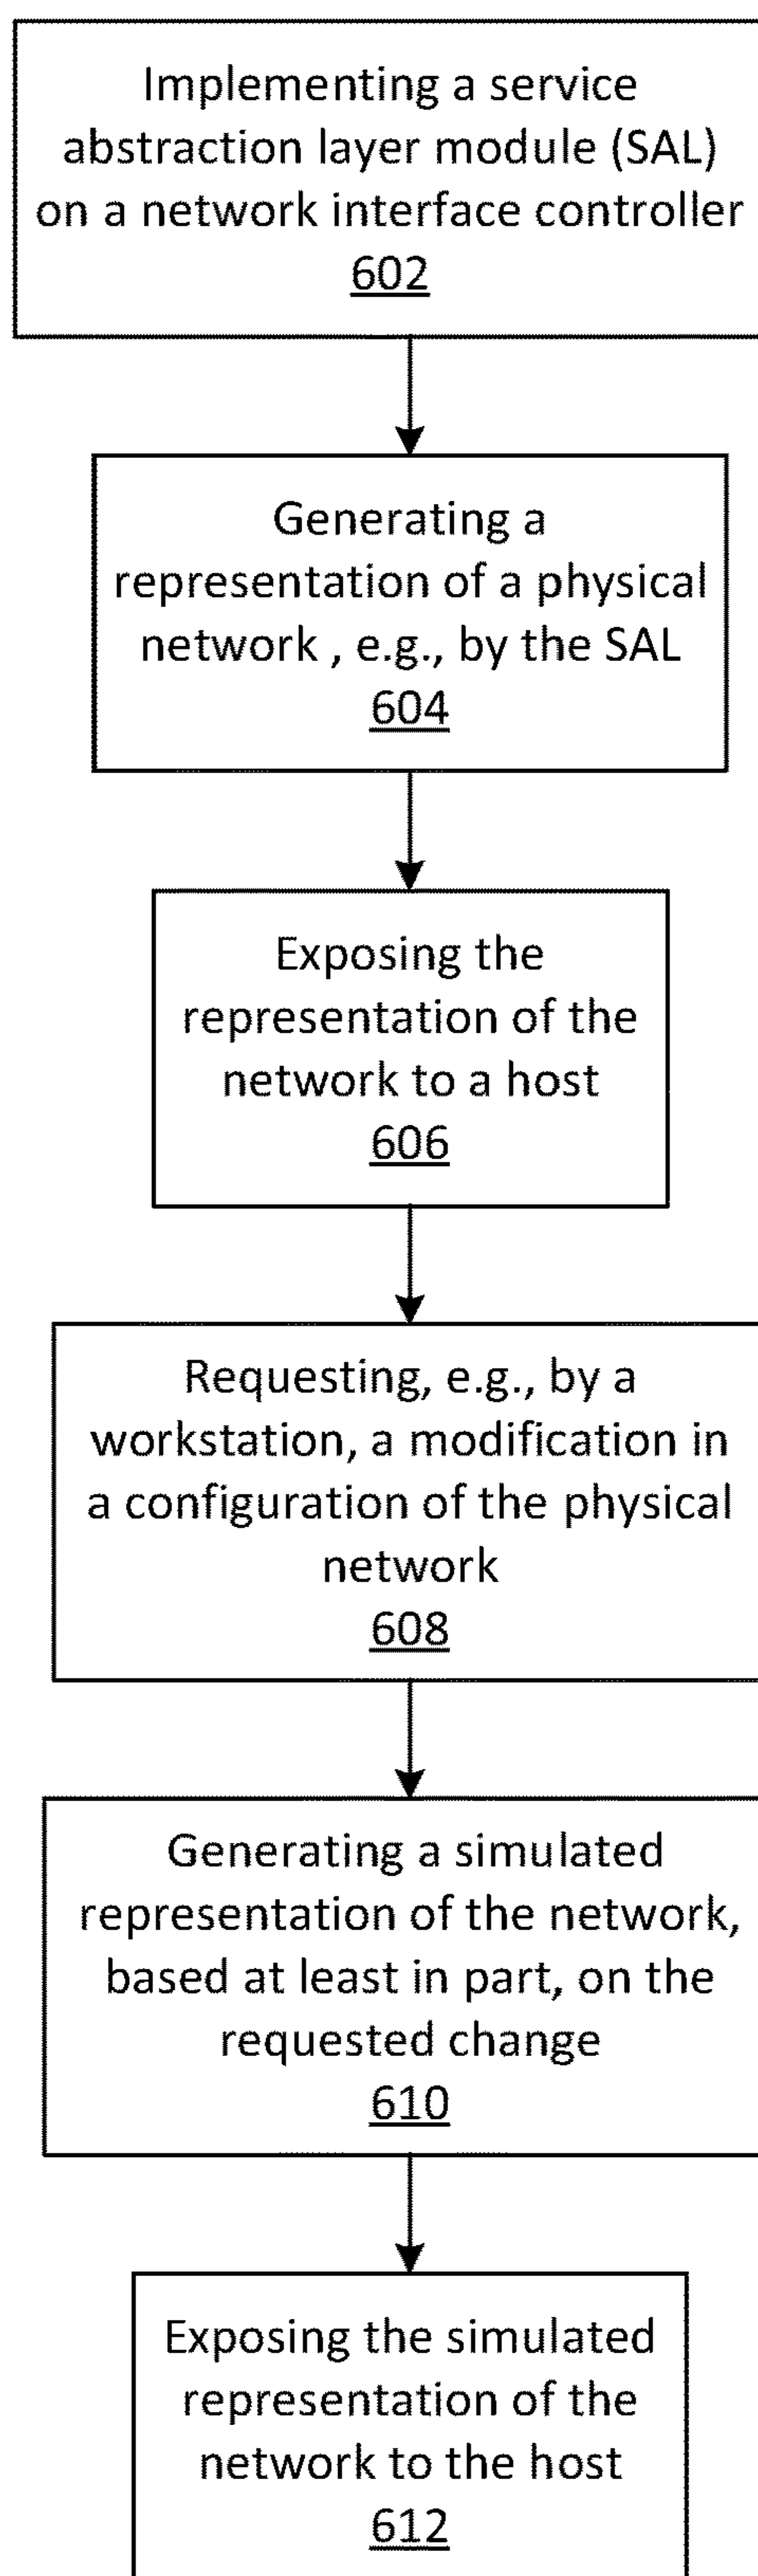 Implementing a service
abstraction layer module (SAL)
on a network interface controller
602
Generating a
representation of a physical
network , e.g., by the SAL
604
Exposing the
representation of the
network to a host
606
Requesting, e.g., by a
workstation, a modification in
a configuration of the physical
network
608
Generating a simulated
representation of the network,
based at least in part, on the
requested change
610
Exposing the simulated
representation of the
network to the host
612